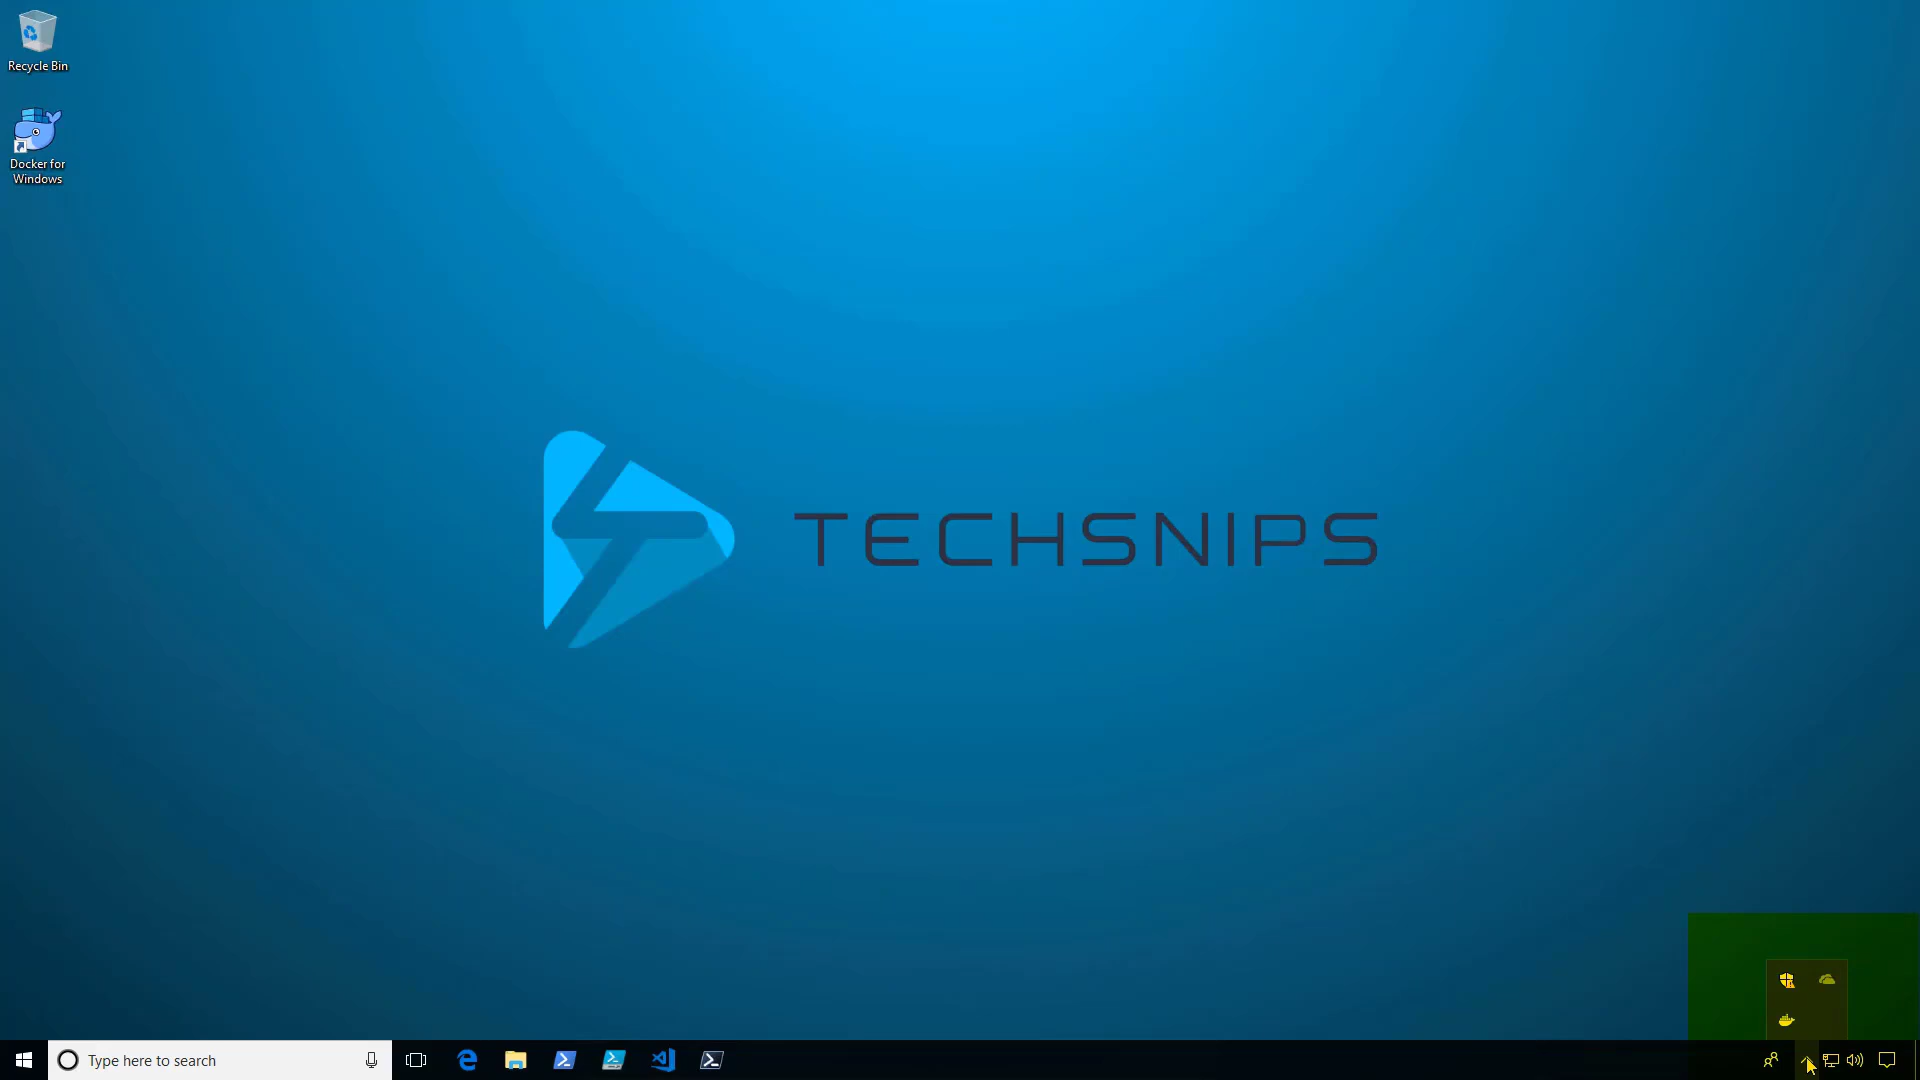 Recycle Bin
Docker for
Windows
TECHSNIPS
Type here to search